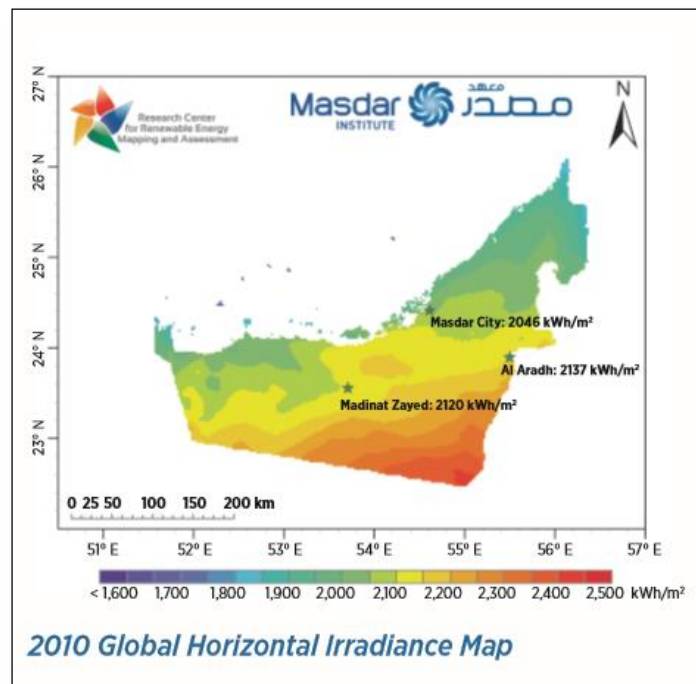 Research Center
for Renewable Energy
Mapping and Assessment
Masdar
INSTITUTE
معهد
مصدر
N
27° N
26° N
25° N
24° N
23° N
Masdar City: 2046 kWh/m²
Al Aradh: 2137 kWh/m²
Madinat Zayed: 2120 kWh/m²
0 25 50 100 150 200 km
51° E 52° E 53° E 54° E 55° E 56° E 57° E
< 1,600 1,700 1,800 1,900 2,000 2,100 2,200 2,300 2,400 2,500 kWh/m²
2010 Global Horizontal Irradiance Map